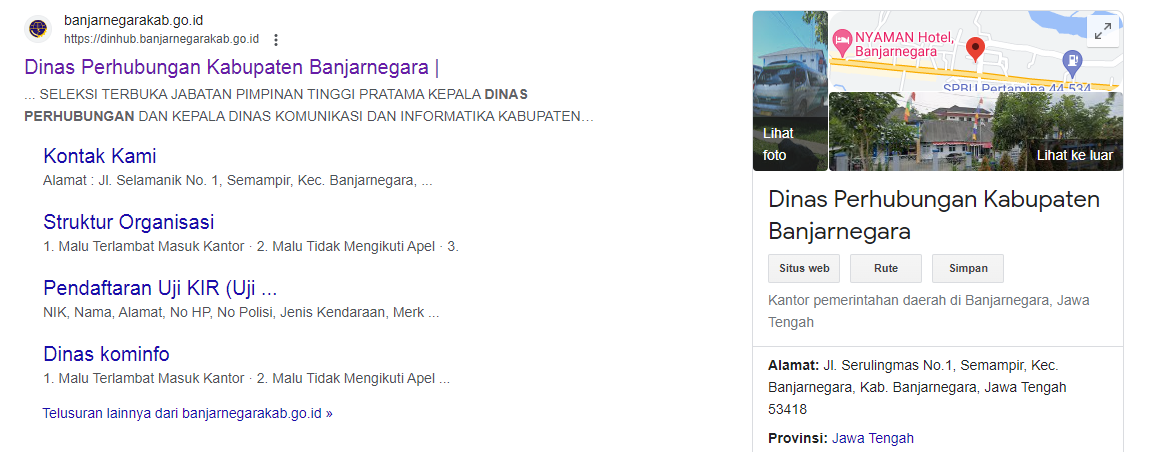 banjarnegarakab.go.id
https://dinhub.banjarnegarakab.go.id
Dinas Perhubungan Kabupaten Banjarnegara |
... SELEKSI TERBUKA JABATAN PIMPINAN TINGGI PRATAMA KEPALA DINAS
PERHUBUNGAN DAN KEPALA DINAS KOMUNIKASI DAN INFORMATIKA KABUPATEN...
Kontak Kami
Alamat : Jl. Selamanik No. 1, Semampir, Kec. Banjarnegara, ...
Struktur Organisasi
1. Malu Terlambat Masuk Kantor · 2. Malu Tidak Mengikuti Apel · 3.
Pendaftaran Uji KIR (Uji ...
NIK, Nama, Alamat, No HP, No Polisi, Jenis Kendaraan, Merk ...
Dinas kominfo
1. Malu Terlambat Masuk Kantor · 2. Malu Tidak Mengikuti Apel ...
Telusuran lainnya dari banjarnegarakab.go.id »
NYAMAN Hotel,
Banjarnegara
SPBU Pertamina 44.534
Lihat
foto
Lihat ke luar
Dinas Perhubungan Kabupaten
Banjarnegara
Situs web
Rute
Simpan
Kantor pemerintahan daerah di Banjarnegara, Jawa
Tengah
Alamat: Jl. Serulingmas No.1, Semampir, Kec.
Banjarnegara, Kab. Banjarnegara, Jawa Tengah
53418
Provinsi: Jawa Tengah